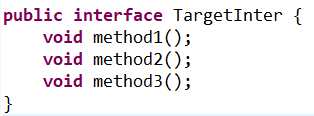 public interface TargetInter {
    void method1();
    void method2();
    void method3();
}